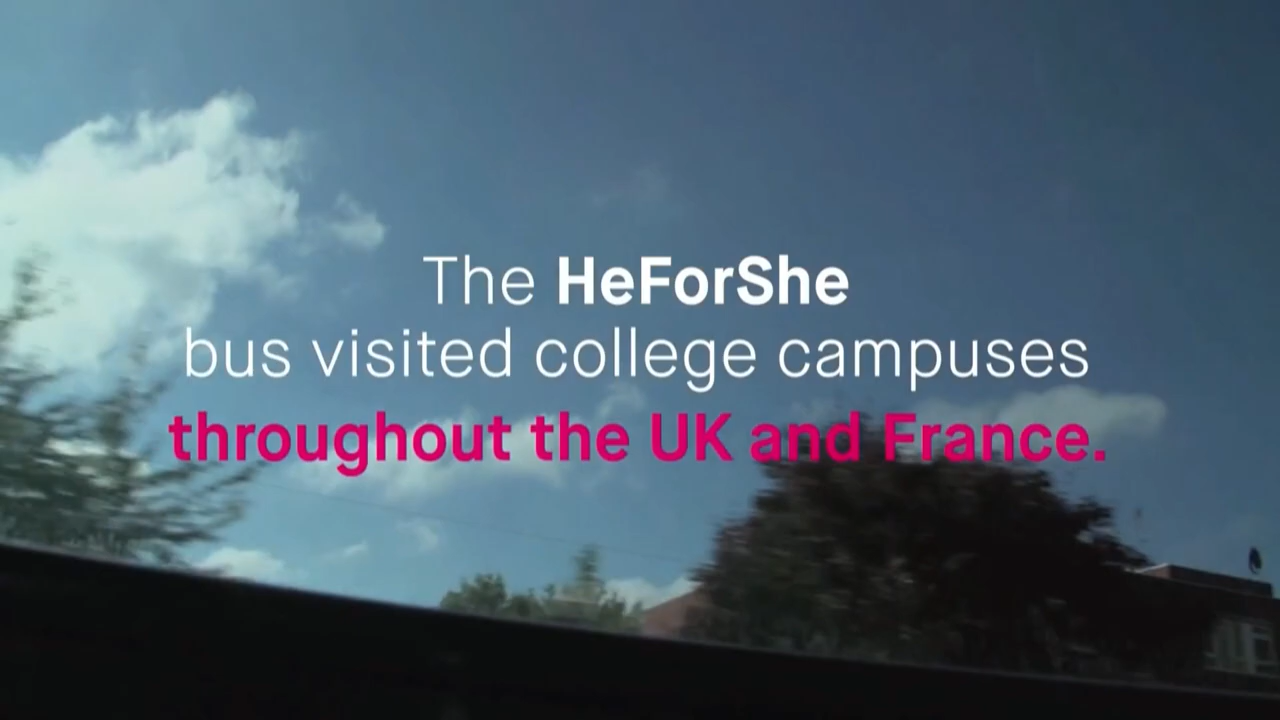 The HeForShe
bus visited college campuses
throughout the UK and France.